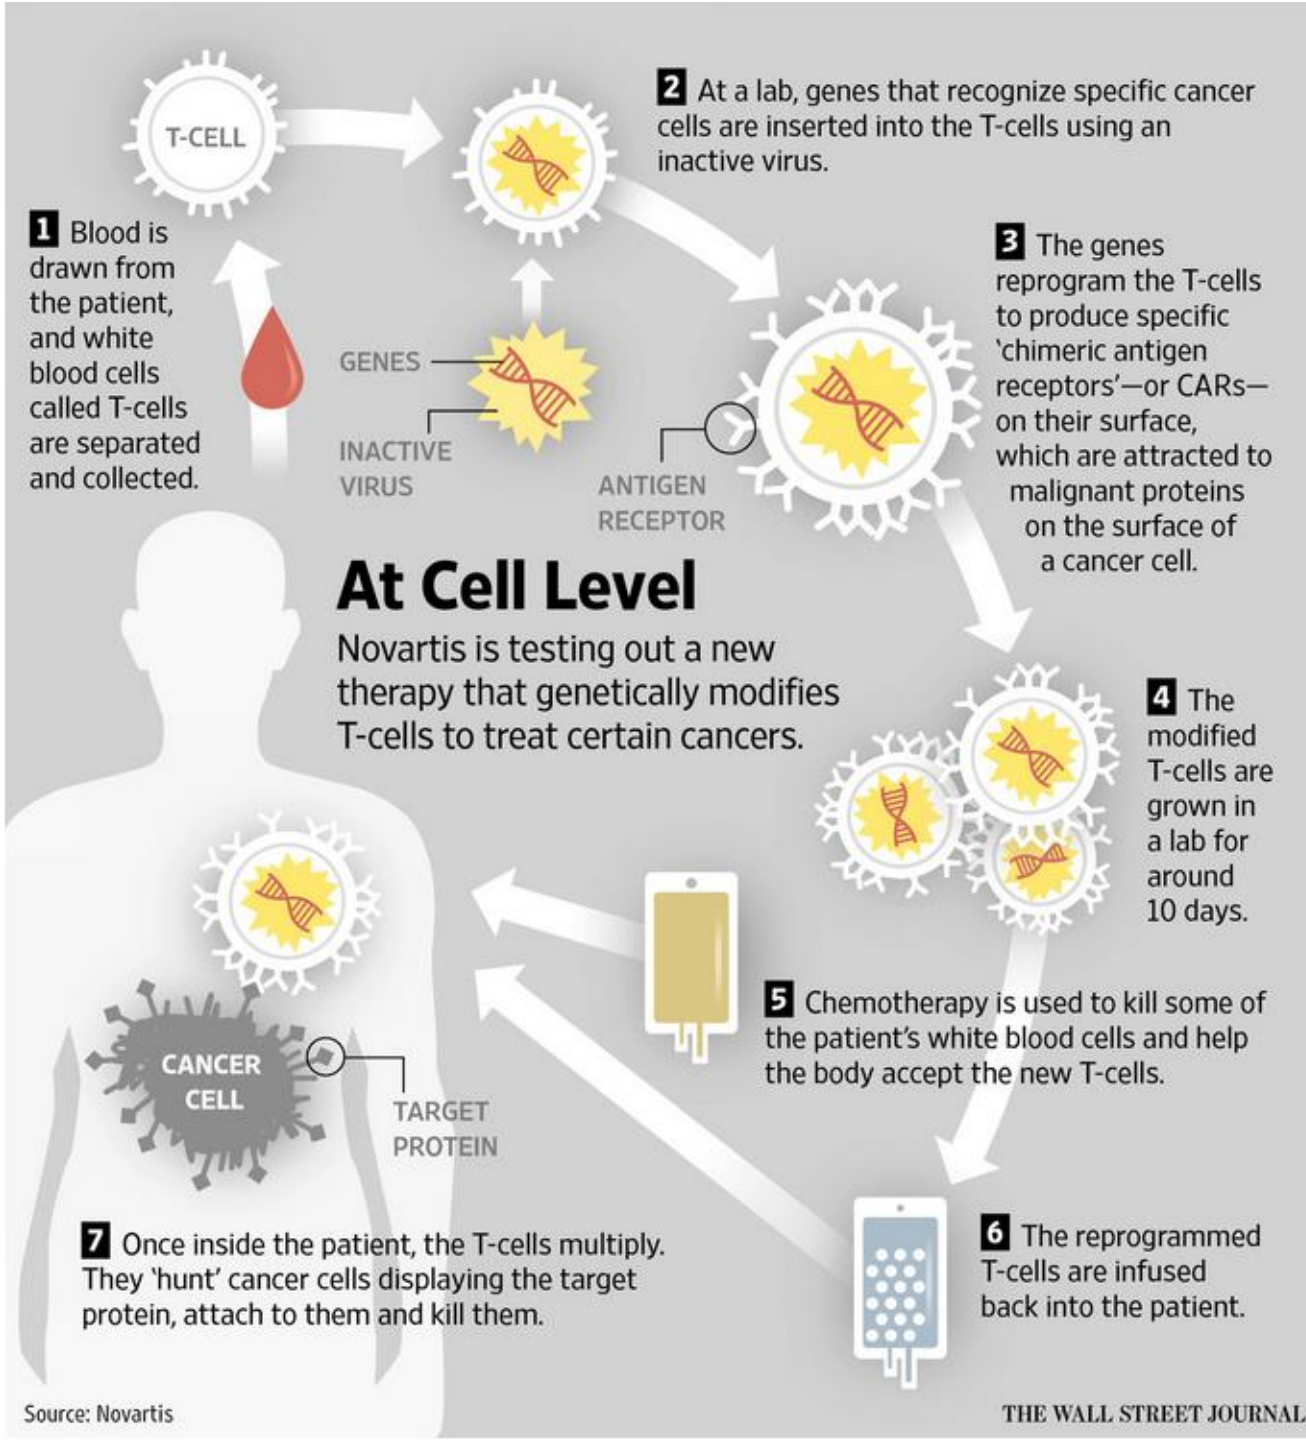 T-CELL
1 Blood is
drawn from
the patient,
and white
blood cells
called T-cells
are separated
and collected.
2 At a lab, genes that recognize specific cancer
cells are inserted into the T-cells using an
inactive virus.
GENES
INACTIVE
VIRUS
3 The genes
reprogram the T-cells
to produce specific
‘chimeric antigen
receptors’—or CARs—
on their surface,
which are attracted to
malignant proteins
on the surface of
a cancer cell.
ANTIGEN
RECEPTOR
At Cell Level
Novartis is testing out a new
therapy that genetically modifies
T-cells to treat certain cancers.
4 The
modified
T-cells are
grown in
a lab for
around
10 days.
5 Chemotherapy is used to kill some of
the patient’s white blood cells and help
the body accept the new T-cells.
6 The reprogrammed
T-cells are infused
back into the patient.
CANCER
CELL
TARGET
PROTEIN
7 Once inside the patient, the T-cells multiply.
They ‘hunt’ cancer cells displaying the target
protein, attach to them and kill them.
Source: Novartis
THE WALL STREET JOURNAL